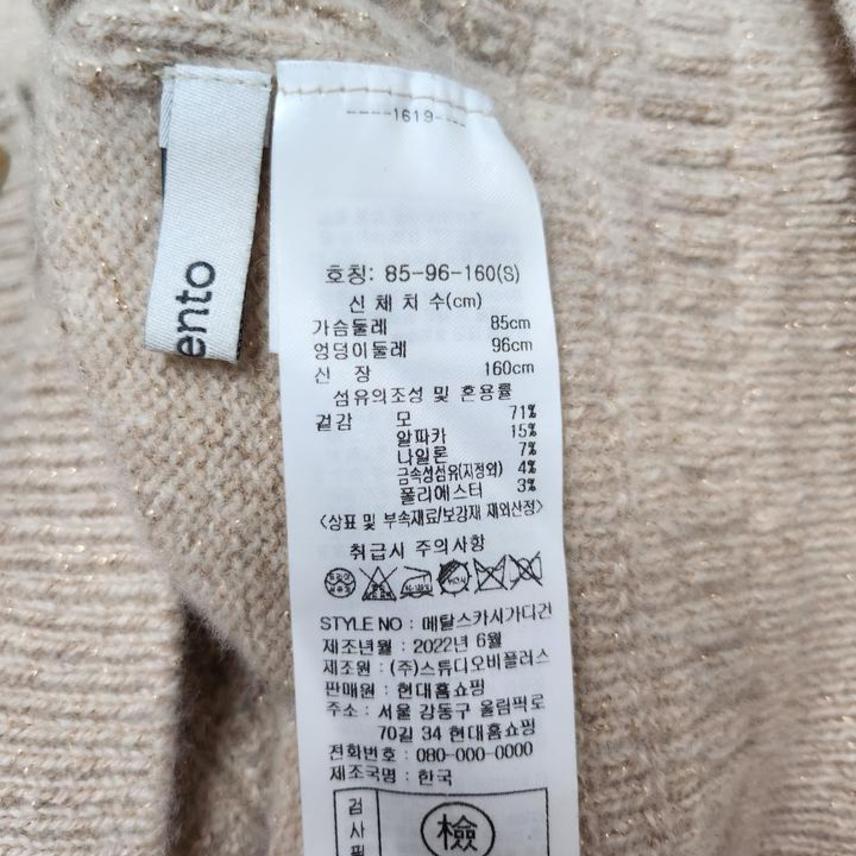 ento
----1619----
호칭: 85-96-160(S)
신체치수(cm)
가슴둘레 85cm
엉덩이둘레 96cm
신 장 160cm
섬유의조성 및 혼용률
겉감 모 71%
알파카 15%
나일론 7%
금속성섬유(지정외) 4%
폴리에스터 3%
<상표 및 부속재료/보강재 제외산정>
취급시 주의사항
STYLE NO : 메탈스카시가디건
제조년월 : 2022년 6월
제조원 : (주)스튜디오비플러스
판매원 : 현대홈쇼핑
주소 : 서울 강동구 올림픽로
70길 34 현대홈쇼핑
전화번호 : 080-000-0000
제조국명 : 한국
검사필
檢